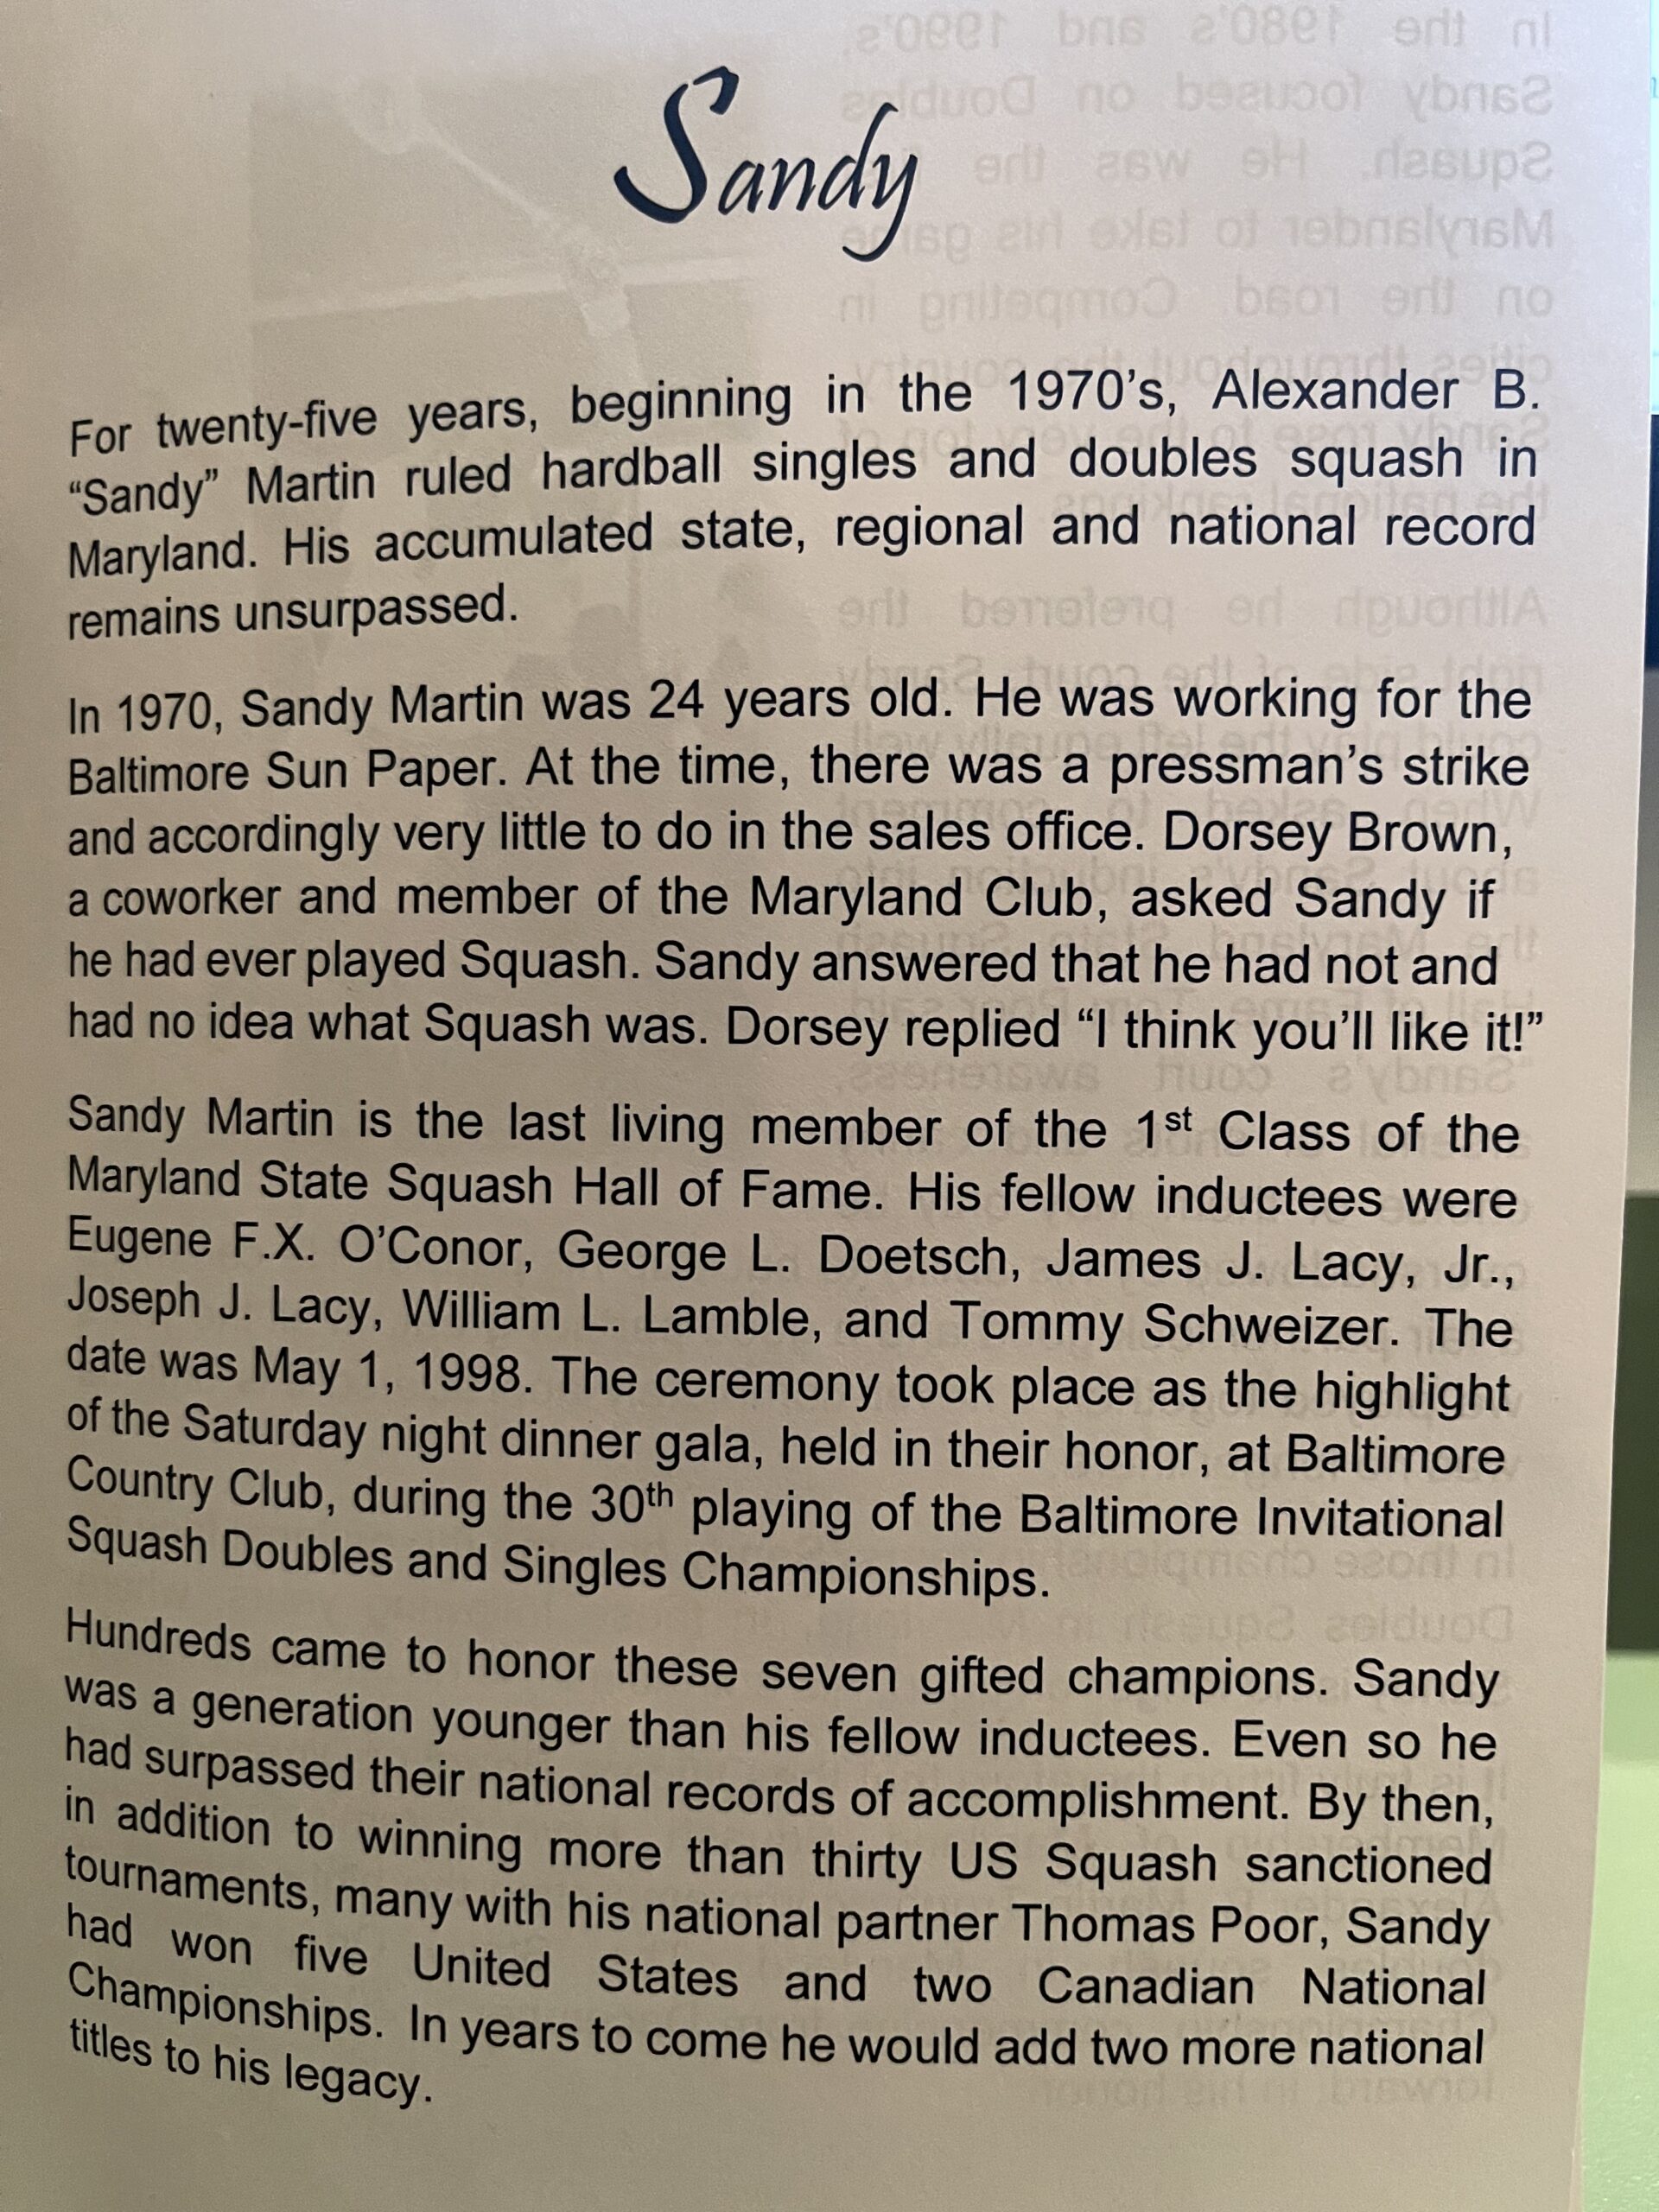 Sandy
For twenty-five years, beginning in the 1970’s, Alexander B.
“Sandy” Martin ruled hardball singles and doubles squash in
Maryland. His accumulated state, regional and national record
remains unsurpassed.
In 1970, Sandy Martin was 24 years old. He was working for the
Baltimore Sun Paper. At the time, there was a pressman’s strike
and accordingly very little to do in the sales office. Dorsey Brown,
a coworker and member of the Maryland Club, asked Sandy if
he had ever played Squash. Sandy answered that he had not and
had no idea what Squash was. Dorsey replied “I think you’ll like it!”
Sandy Martin is the last living member of the 1st Class of the
Maryland State Squash Hall of Fame. His fellow inductees were
Eugene F.X. O’Conor, George L. Doetsch, James J. Lacy, Jr.,
Joseph J. Lacy, William L. Lamble, and Tommy Schweizer. The
date was May 1, 1998. The ceremony took place as the highlight
of the Saturday night dinner gala, held in their honor, at Baltimore
Country Club, during the 30th playing of the Baltimore Invitational
Squash Doubles and Singles Championships.
Hundreds came to honor these seven gifted champions. Sandy
was a generation younger than his fellow inductees. Even so he
had surpassed their national records of accomplishment. By then,
in addition to winning more than thirty US Squash sanctioned
tournaments, many with his national partner Thomas Poor, Sandy
had won five United States and two Canadian National
Championships. In years to come he would add two more national
titles to his legacy.